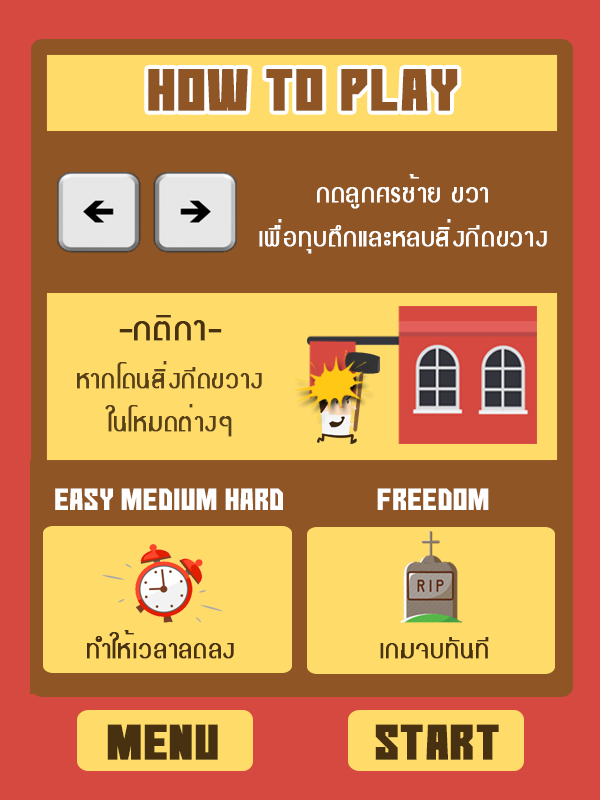 HOW TO PLAY
กดลูกศรซ้าย ขวา
เพื่อทุบตึกและหลบสิ่งกีดขวาง
-กติกา-
หากโดนสิ่งกีดขวาง
ในโหมดต่างๆ
EASY MEDIUM HARD
FREEDOM
RIP
ทำให้เวลาลดลง
เกมจบทันที
MENU
START